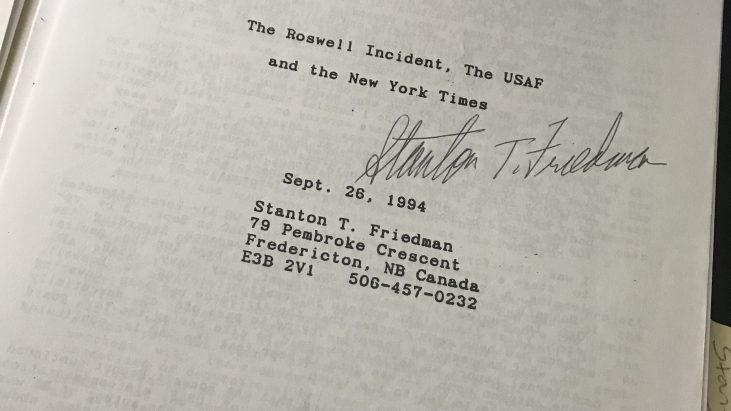 The Roswell Incident, The USAF
and the New York Times
Stanton T. Friedman
Sept. 26, 1994
Stanton T. Friedman
79 Pembroke Crescent
Fredericton, NB Canada
E3B 2V1 506-457-0232